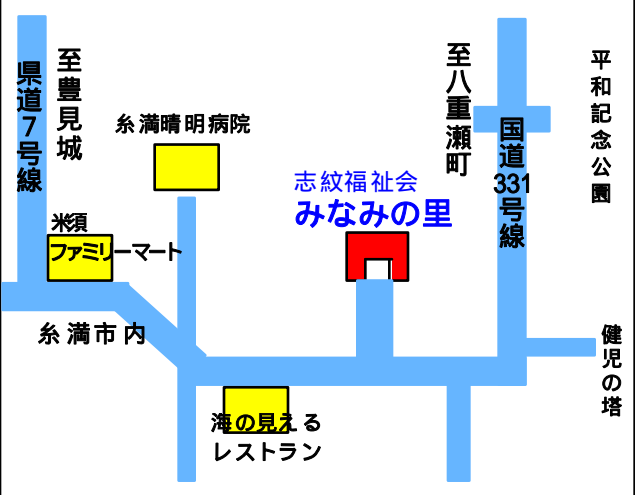 県道7号線
至豊見城
糸満晴明病院
米須
ファミリーマート
糸満市内
志紋福祉会
みなみの里
至八重瀬町
国道331号線
平和記念公園
健児の塔
海の見える
レストラン